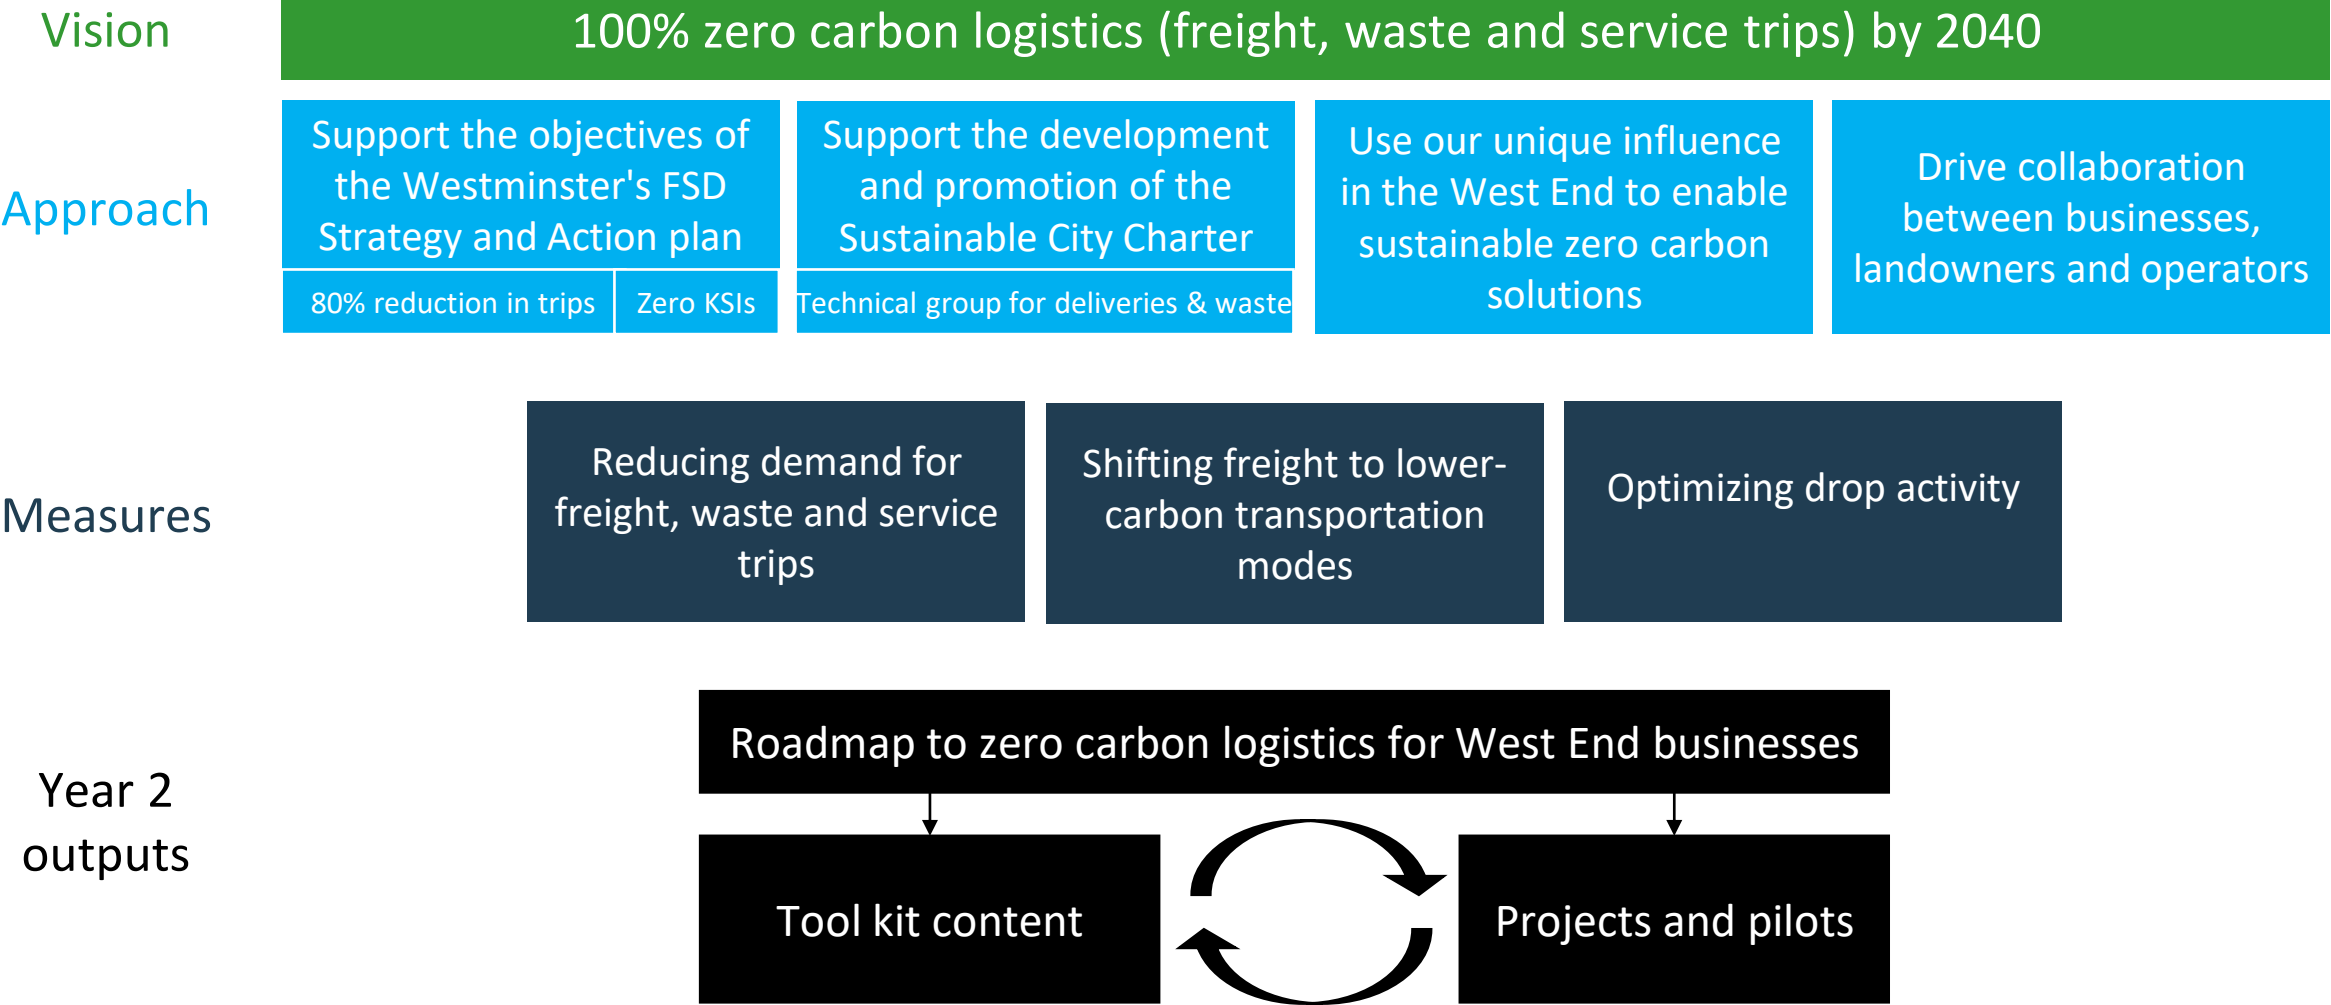 Vision
100% zero carbon logistics (freight, waste and service trips) by 2040
Approach
Support the objectives of
the Westminster's FSD
Strategy and Action plan
80% reduction in trips
Zero KSIs
Support the development
and promotion of the
Sustainable City Charter
Technical group for deliveries & waste
Use our unique influence
in the West End to enable
sustainable zero carbon
solutions
Drive collaboration
between businesses,
landowners and operators
Measures
Reducing demand for
freight, waste and service
trips
Shifting freight to lower-
carbon transportation
modes
Optimizing drop activity
Year 2
outputs
Roadmap to zero carbon logistics for West End businesses
Tool kit content
Projects and pilots